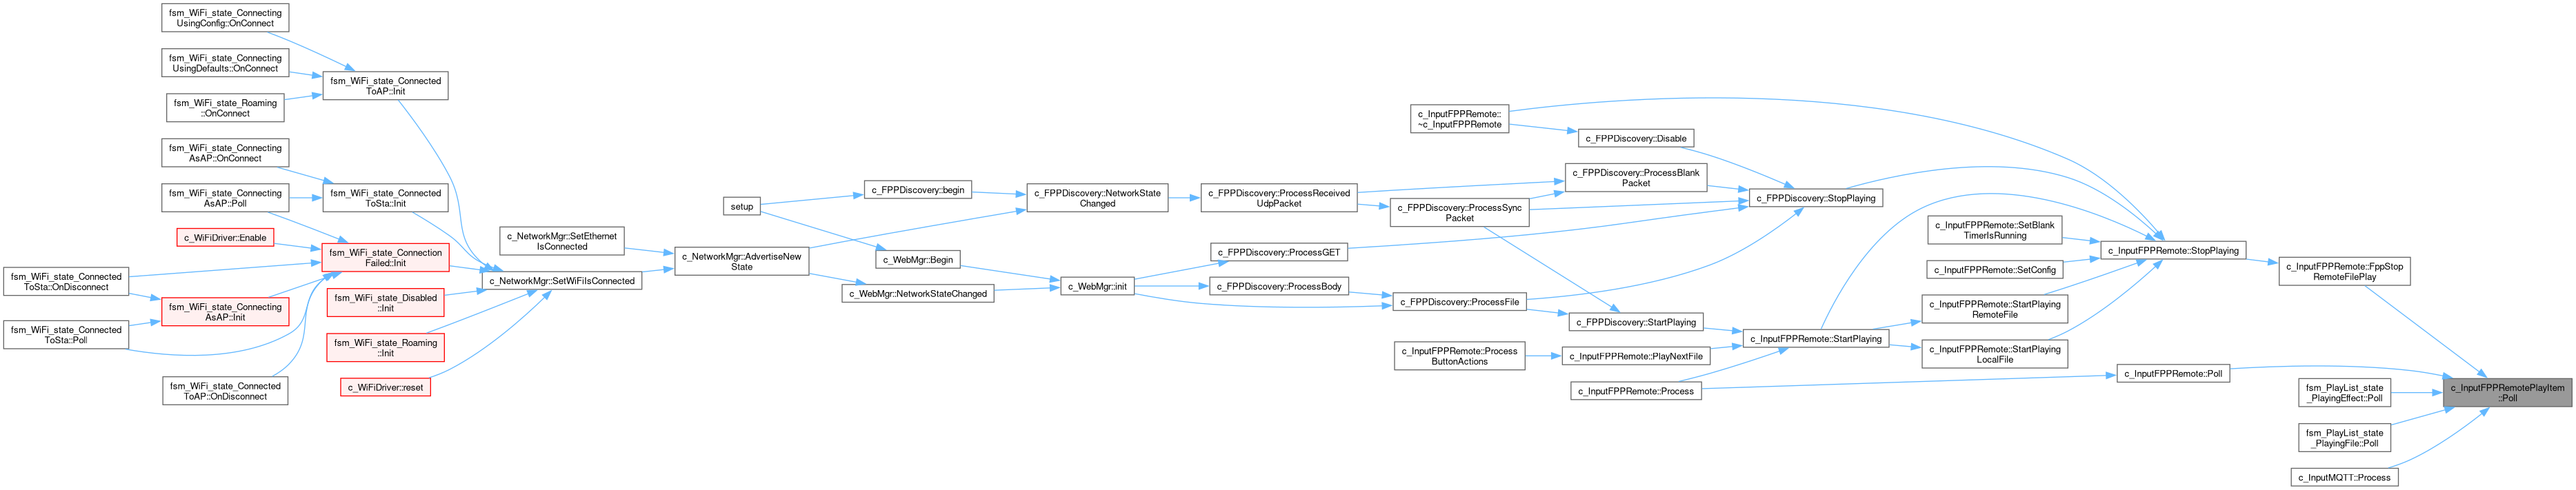 fsm_WiFi_state_Connecting
UsingConfig::OnConnect
fsm_WiFi_state_Connecting
UsingDefaults::OnConnect
fsm_WiFi_state_Roaming
::OnConnect
fsm_WiFi_state_Connecting
AsAP::OnConnect
fsm_WiFi_state_Connecting
AsAP::Poll
c_WiFiDriver::Enable
fsm_WiFi_state_Connected
ToSta::OnDisconnect
fsm_WiFi_state_Connecting
AsAP::Init
fsm_WiFi_state_Connected
ToSta::Poll
fsm_WiFi_state_Connected
ToAP::OnDisconnect
fsm_WiFi_state_Connected
ToAP::Init
fsm_WiFi_state_Connected
ToSta::Init
fsm_WiFi_state_Connection
Failed::Init
fsm_WiFi_state_Disabled
::Init
fsm_WiFi_state_Roaming
::Init
c_WiFiDriver::reset
c_NetworkMgr::SetEthernet
IsConnected
c_NetworkMgr::SetWiFiIsConnected
setup
c_NetworkMgr::AdvertiseNew
State
c_FPPDiscovery::begin
c_WebMgr::Begin
c_WebMgr::NetworkStateChanged
c_FPPDiscovery::NetworkState
Changed
c_WebMgr::init
c_FPPDiscovery::ProcessReceived
UdpPacket
c_FPPDiscovery::ProcessGET
c_FPPDiscovery::ProcessBody
c_InputFPPRemote::
~c_InputFPPRemote
c_FPPDiscovery::ProcessSync
Packet
c_FPPDiscovery::ProcessFile
c_InputFPPRemote::Process
ButtonActions
c_FPPDiscovery::Disable
c_FPPDiscovery::ProcessBlank
Packet
c_FPPDiscovery::StartPlaying
c_InputFPPRemote::PlayNextFile
c_InputFPPRemote::Process
c_FPPDiscovery::StopPlaying
c_InputFPPRemote::StartPlaying
c_InputFPPRemote::SetBlank
TimerIsRunning
c_InputFPPRemote::SetConfig
c_InputFPPRemote::StartPlaying
RemoteFile
c_InputFPPRemote::StartPlaying
LocalFile
c_InputFPPRemote::StopPlaying
c_InputFPPRemote::Poll
c_InputFPPRemote::FppStop
RemoteFilePlay
fsm_PlayList_state
_PlayingEffect::Poll
fsm_PlayList_state
_PlayingFile::Poll
c_InputMQTT::Process
c_InputFPPRemotePlayItem
::Poll